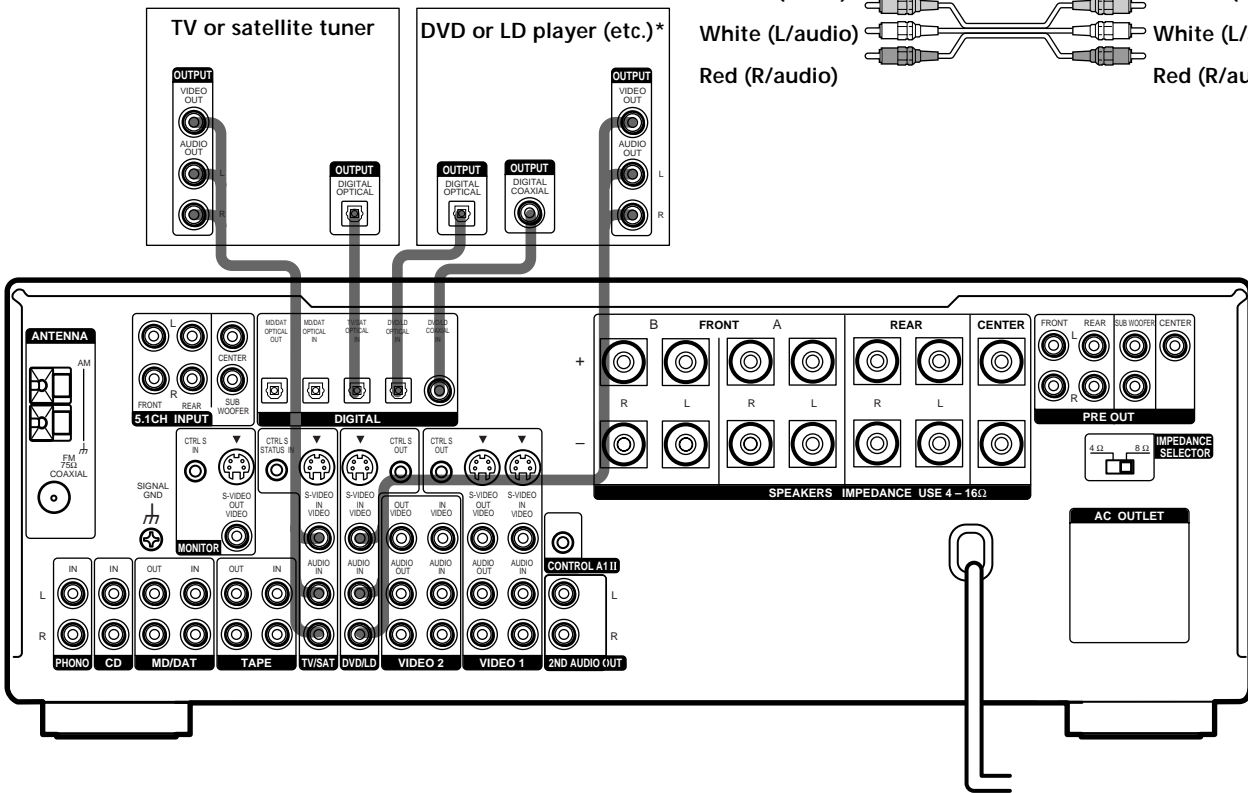 TV or satellite tuner
DVD or LD player (etc.)*
White (L/audio)
White (L/
Red (R/audio)
Red (R/au
OUTPUT
VIDEO
OUT
AUDIO
OUT
L
R
OUTPUT
DIGITAL
OPTICAL
OUTPUT
DIGITAL
OPTICAL
OUTPUT
DIGITAL
COAXIAL
OUTPUT
VIDEO
OUT
AUDIO
OUT
L
R
ANTENNA
AM
FM
75Ω
COAXIAL
L
R
FRONT
REAR
CENTER
SUB
WOOFER
5.1CH INPUT
MD/DAT
OPTICAL
OUT
MD/DAT
OPTICAL
IN
TV/SAT
OPTICAL
IN
DVD/LD
OPTICAL
IN
DVD/LD
COAXIAL
IN
DIGITAL
B FRONT A
REAR
CENTER
+
R L R L R L
–
SPEAKERS IMPEDANCE USE 4 – 16Ω
FRONT REAR SUB WOOFER CENTER
L
R
PRE OUT
4 Ω 8 Ω
IMPEDANCE
SELECTOR
AC OUTLET
SIGNAL
GND
CTRL S
IN
S-VIDEO
OUT
VIDEO
MONITOR
CTRL S
STATUS IN
S-VIDEO
IN
VIDEO
AUDIO
IN
S-VIDEO
IN
VIDEO
AUDIO
IN
CTRL S
OUT
OUT
VIDEO
IN
VIDEO
AUDIO
OUT
AUDIO
IN
CTRL S
OUT
S-VIDEO
OUT
VIDEO
S-VIDEO
IN
VIDEO
AUDIO
OUT
AUDIO
IN
CONTROL A1II
IN IN OUT IN OUT IN
L
R
L
R
PHONO CD MD/DAT TAPE TV/SAT DVD/LD VIDEO 2 VIDEO 1 2ND AUDIO OUT